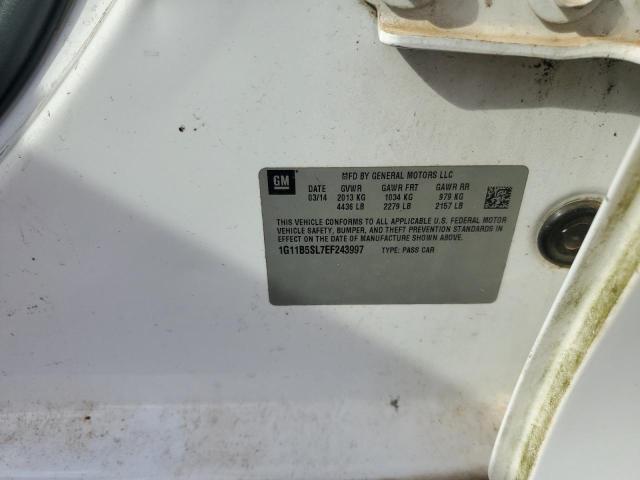 GM
MFD BY GENERAL MOTORS LLC
DATE GVWR GAWR FRT GAWR RR
03/14 2013 KG 1034 KG 979 KG
4436 LB 2279 LB 2157 LB
THIS VEHICLE CONFORMS TO ALL APPLICABLE U.S. FEDERAL MOTOR
VEHICLE SAFETY, BUMPER, AND THEFT PREVENTION STANDARDS IN
EFFECT ON THE DATE OF MANUFACTURE SHOWN ABOVE.
1G11B5SL7EF243997 TYPE: PASS CAR